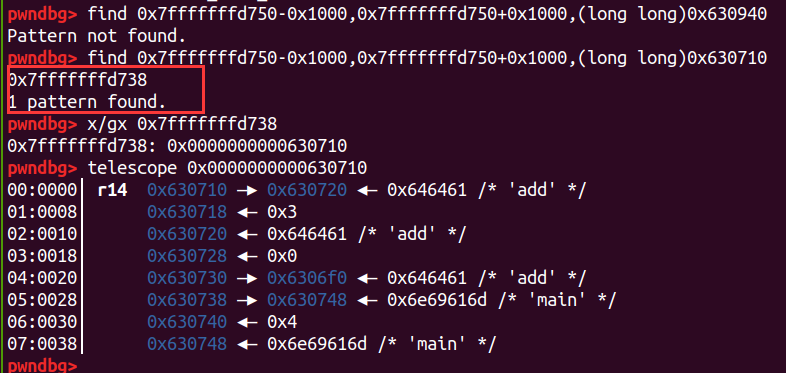 pwndbg> find 0x7fffffffd750-0x1000,0x7fffffffd750+0x1000,(long long)0x630940
Pattern not found.
pwndbg> find 0x7fffffffd750-0x1000,0x7fffffffd750+0x1000,(long long)0x630710
0x7fffffffd738
1 pattern found.
pwndbg> x/gx 0x7fffffffd738
0x7fffffffd738: 0x0000000000630710
pwndbg> telescope 0x0000000000630710
00:0000│ r14  0x630710 —▸ 0x630720 ◂— 0x646461 /* 'add' */
01:0008│      0x630718 ◂— 0x3
02:0010│      0x630720 ◂— 0x646461 /* 'add' */
03:0018│      0x630728 ◂— 0x0
04:0020│      0x630730 —▸ 0x6306f0 ◂— 0x646461 /* 'add' */
05:0028│      0x630738 —▸ 0x630748 ◂— 0x6e69616d /* 'main' */
06:0030│      0x630740 ◂— 0x4
07:0038│      0x630748 ◂— 0x6e69616d /* 'main' */
pwndbg>